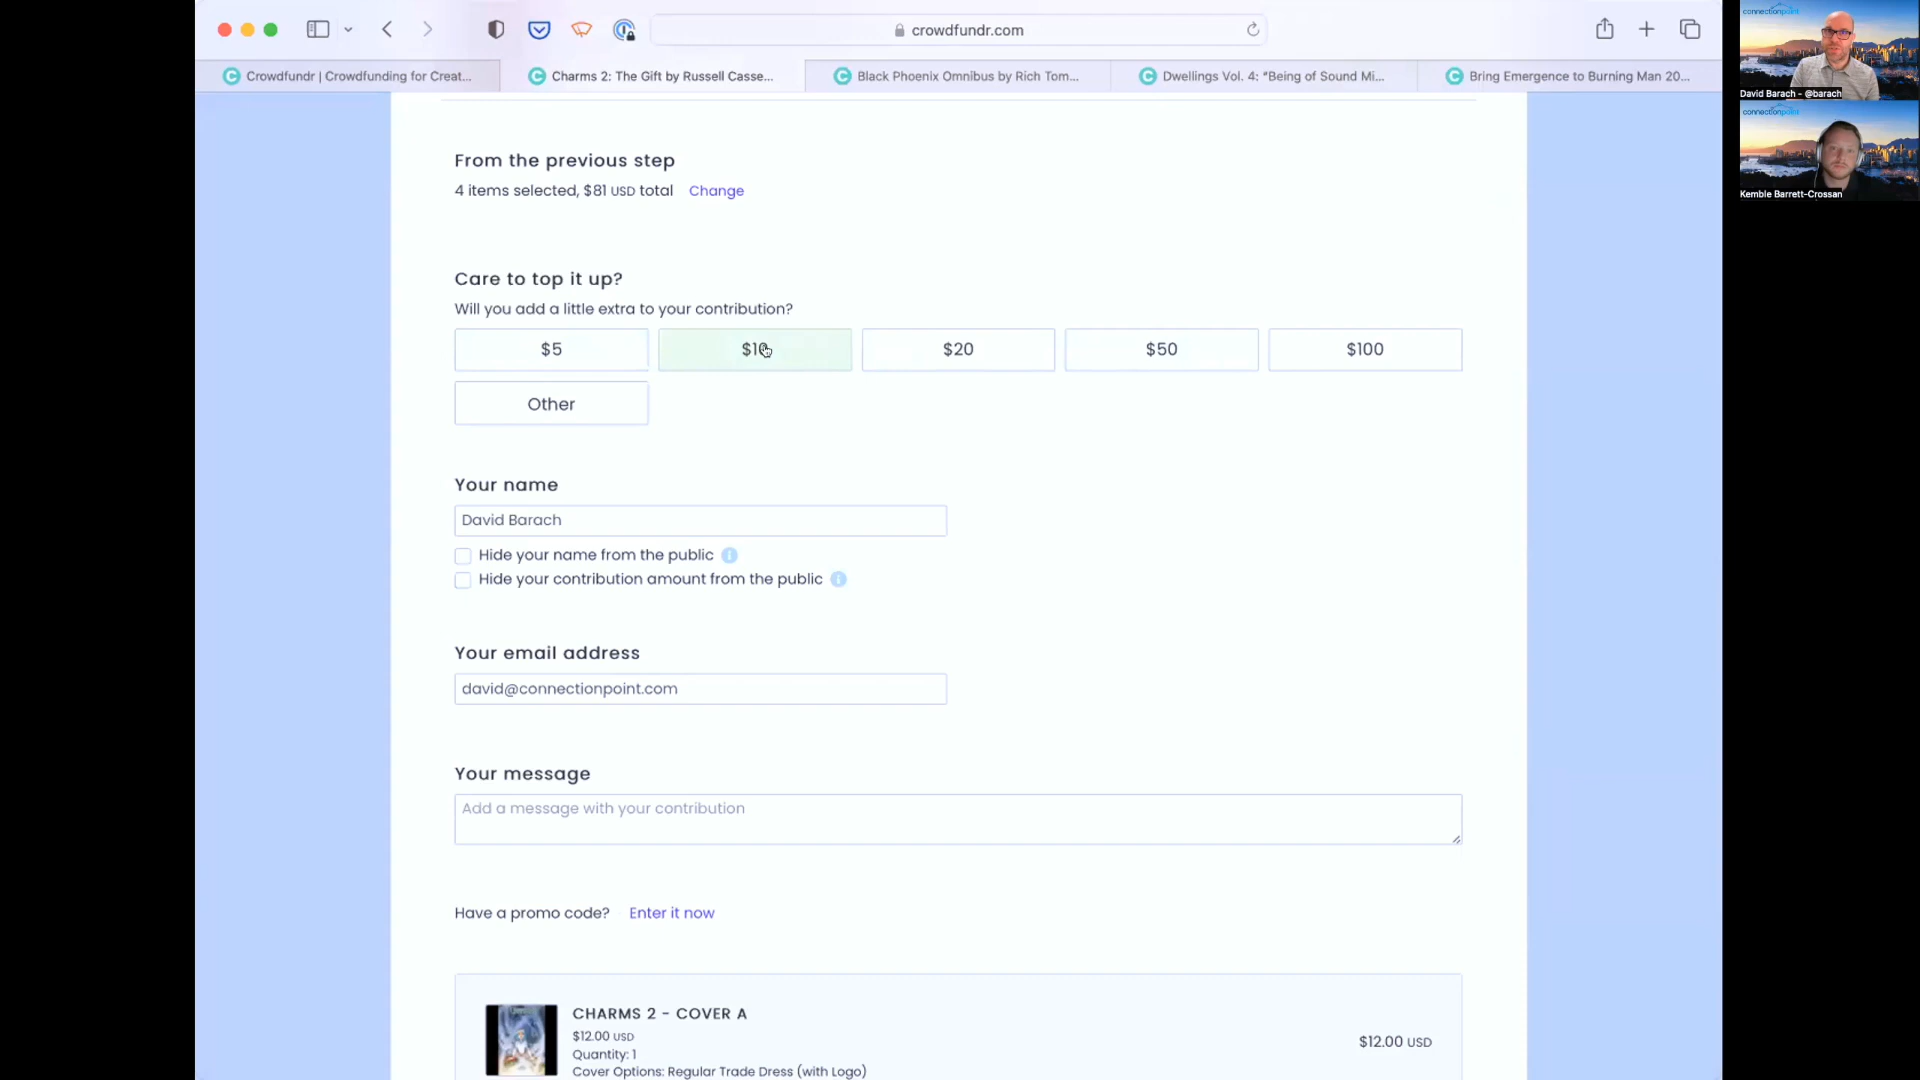 crowdfundr.com
Crowdfundr | Crowdfunding for Creat...
Charms 2: The Gift by Russell Casse...
Black Phoenix Omnibus by Rich Tom...
Dwellings Vol. 4: “Being of Sound Mi...
Bring Emergence to Burning Man 20...
connectionpoint
David Barach - @barach
connectionpoint
Kemble Barrett-Crossan
From the previous step
4 items selected, $81 USD total Change
Care to top it up?
Will you add a little extra to your contribution?
$5 $10 $20 $50 $100
Other
Your name
David Barach
Hide your name from the public
Hide your contribution amount from the public
Your email address
david@connectionpoint.com
Your message
Add a message with your contribution
Have a promo code? Enter it now
CHARMS 2 - COVER A
$12.00 USD
$12.00 USD
Quantity: 1
Cover Options: Regular Trade Dress (with Logo)